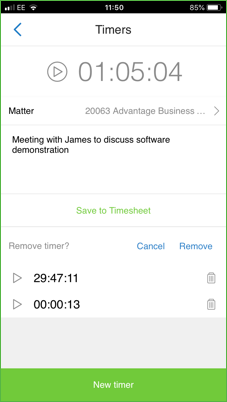 EE 11:50 85%
Timers
01:05:04
Matter 20063 Advantage Business ...
Meeting with James to discuss software
demonstration
Save to Timesheet
Remove timer? Cancel Remove
29:47:11
00:00:13
New timer